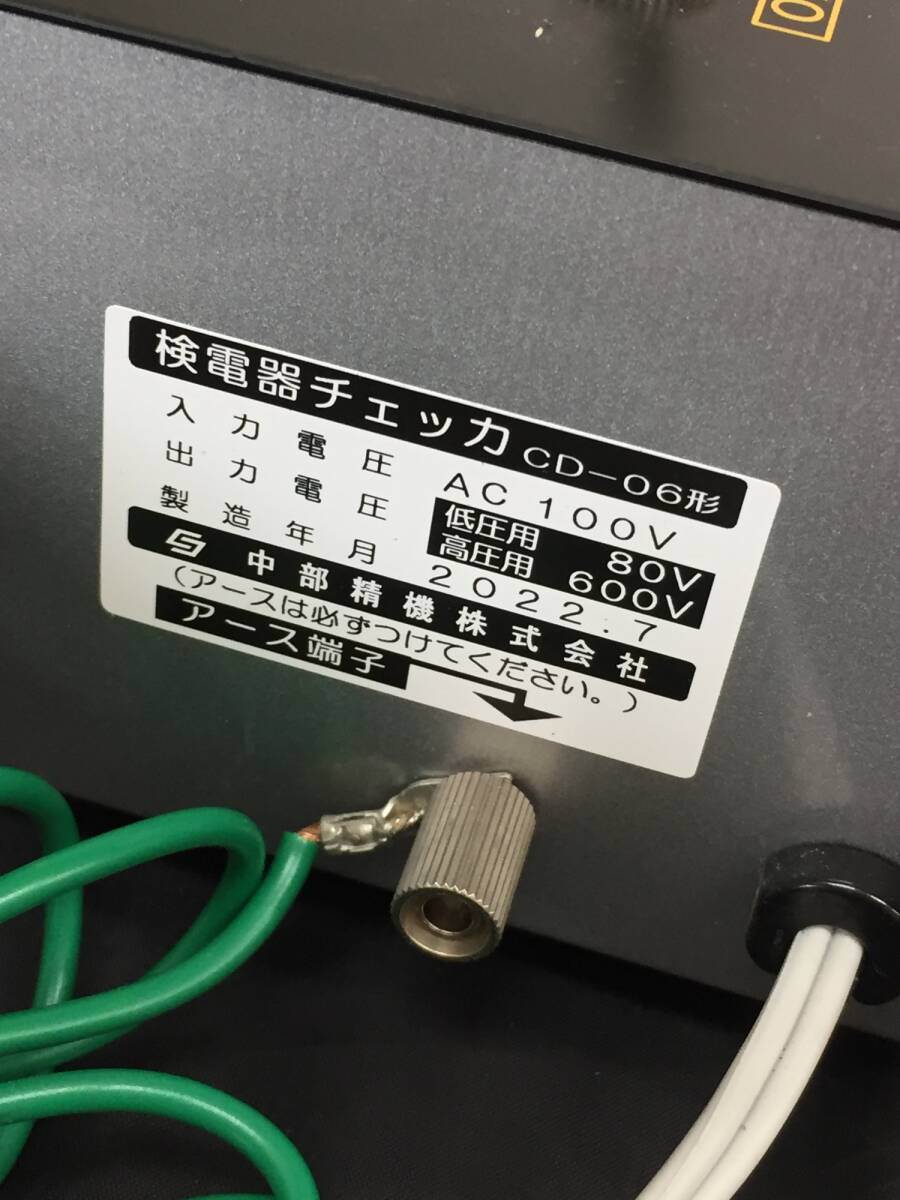 検電器チェッカ CD-06形
入力電圧 AC100V
出力電圧 低圧用 80V
高圧用 600V
製造年月 2022.7
中部精機株式会社
(アースは必ずつけてください。)
アース端子